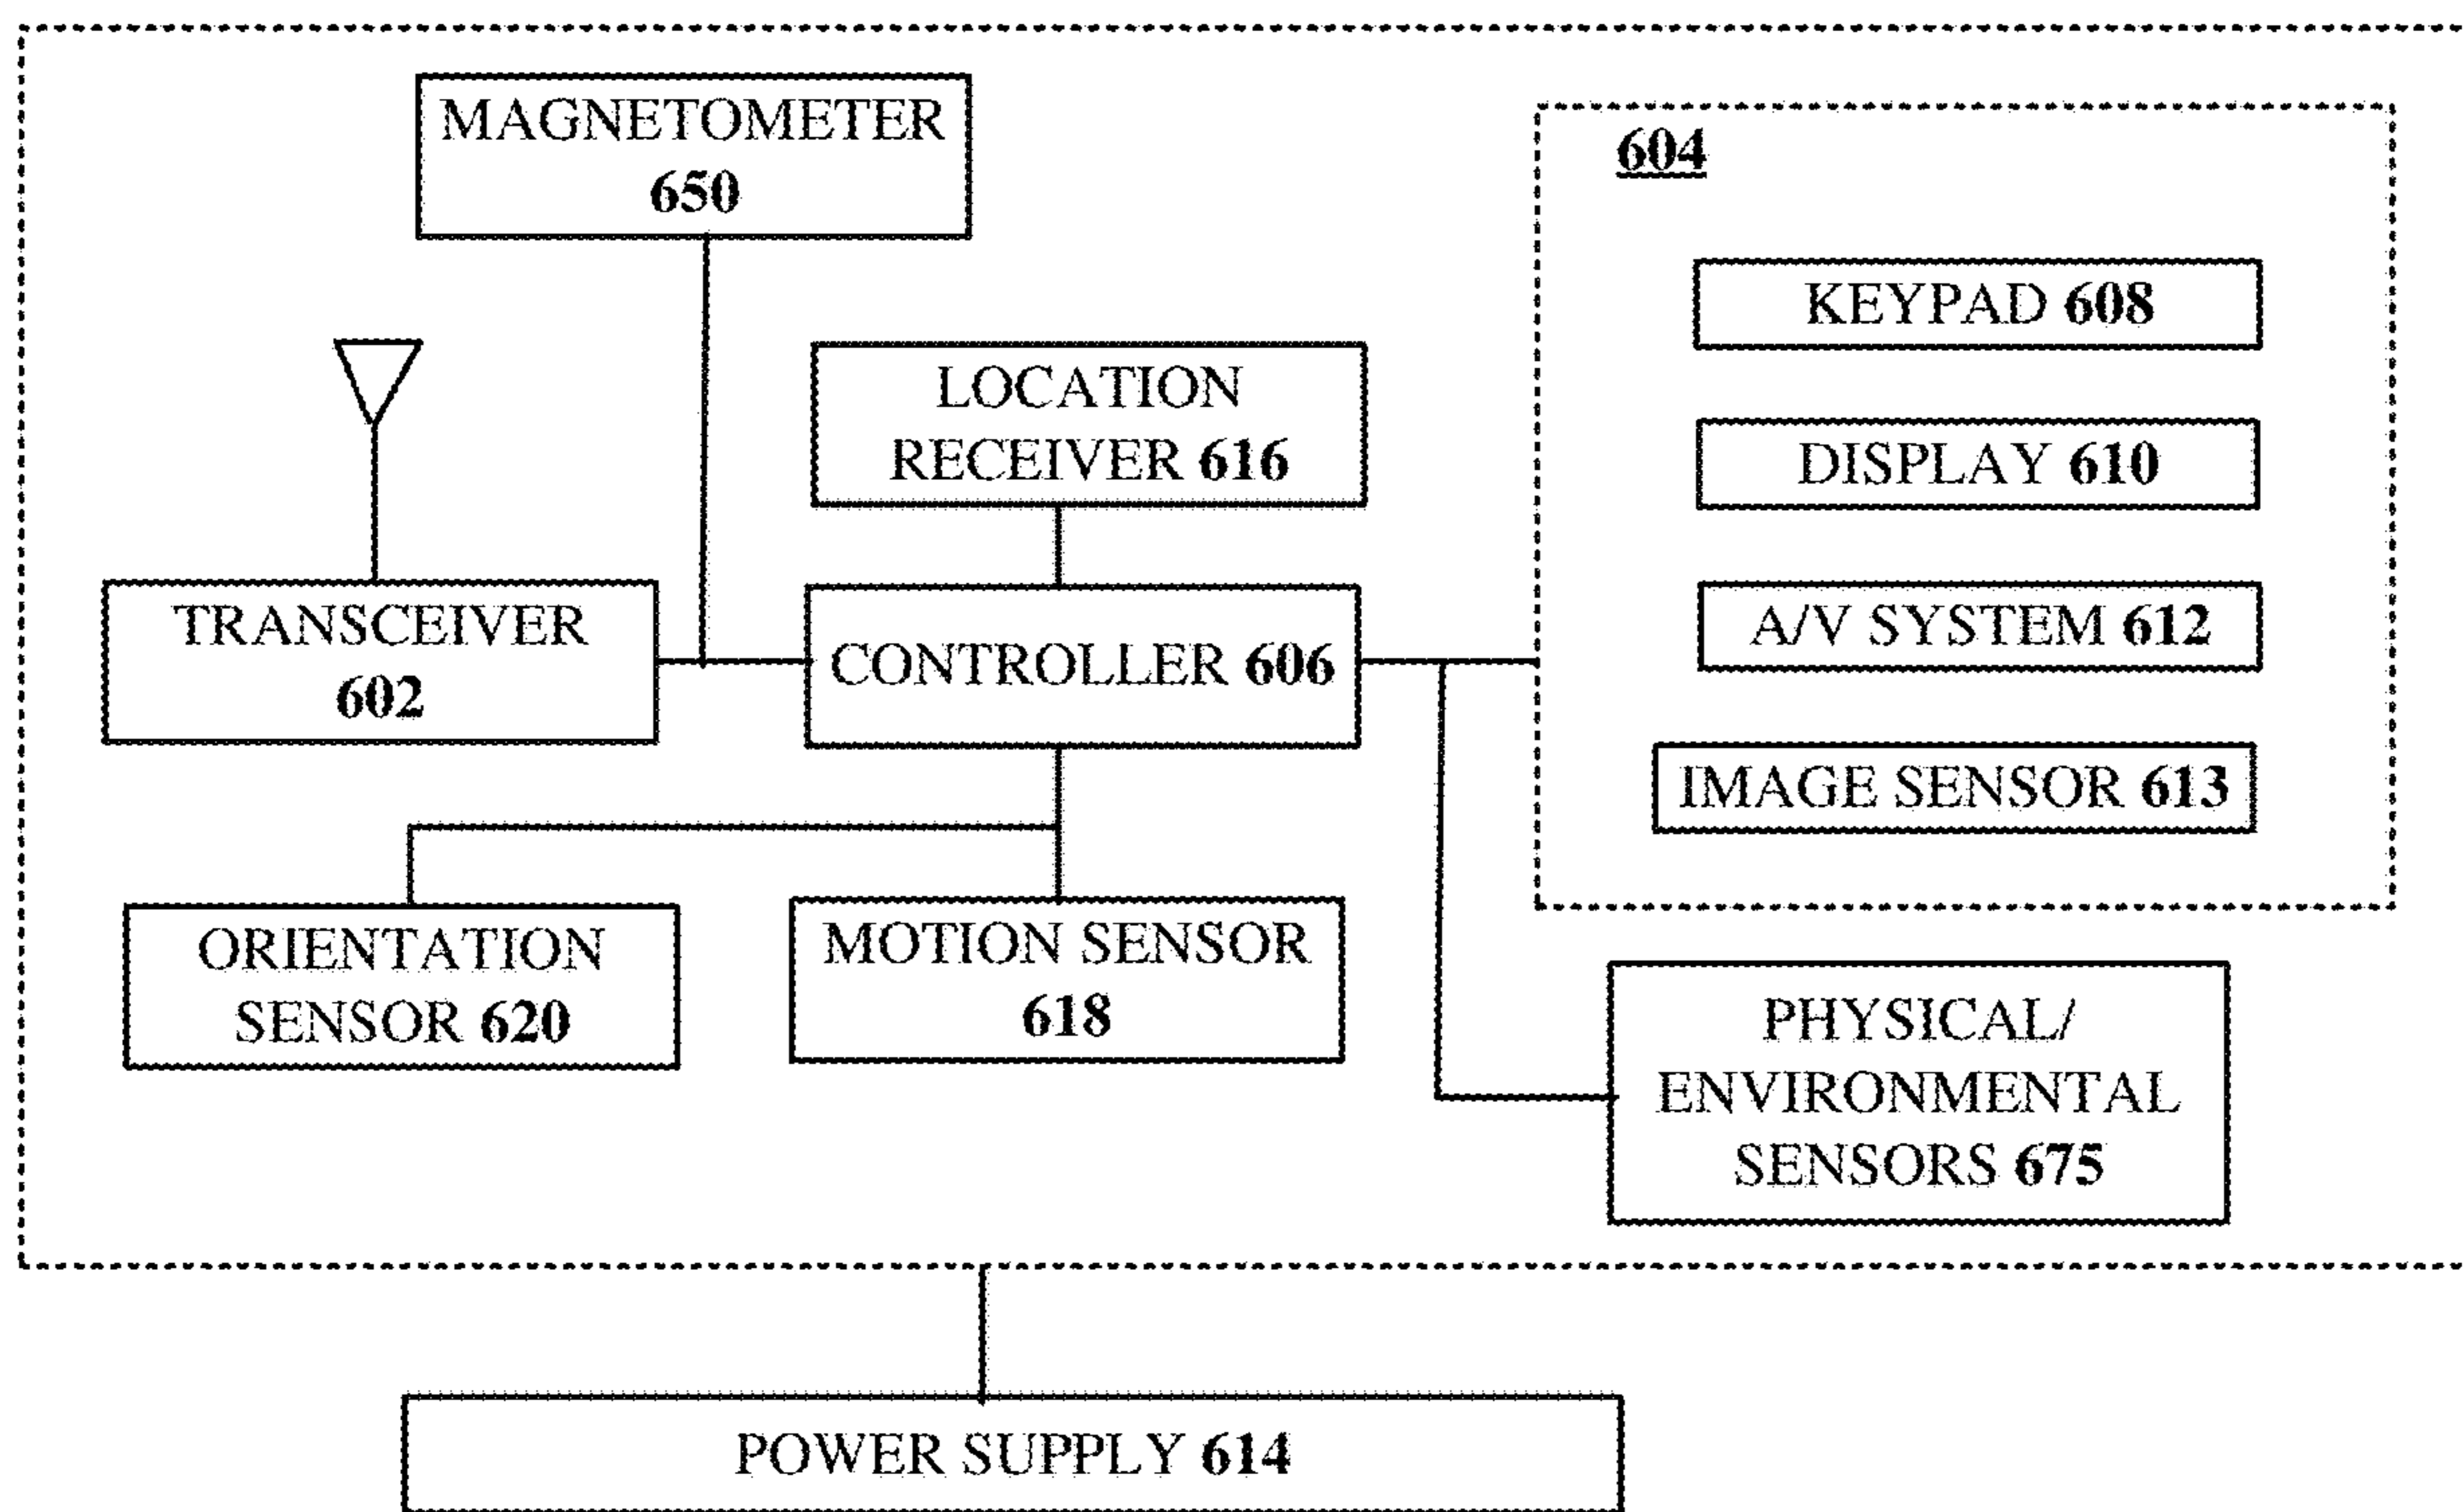 MAGNETOMETER
650
604
KEYPAD 608
LOCATION
RECEIVER 616
DISPLAY 610
TRANSCEIVER
602
CONTROLLER 606
A/V SYSTEM 612
IMAGE SENSOR 613
ORIENTATION
SENSOR 620
MOTION SENSOR
618
PHYSICAL/
ENVIRONMENTAL
SENSORS 675
POWER SUPPLY 614